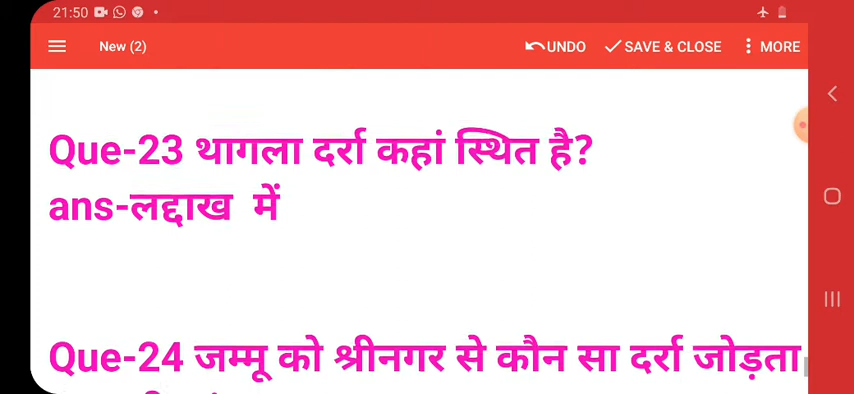 21:50
New (2) UNDO SAVE & CLOSE MORE
Que-23 थागला दर्रा कहां स्थित है?
ans-लद्दाख में
Que-24 जम्मू को श्रीनगर से कौन सा दर्रा जोड़ता